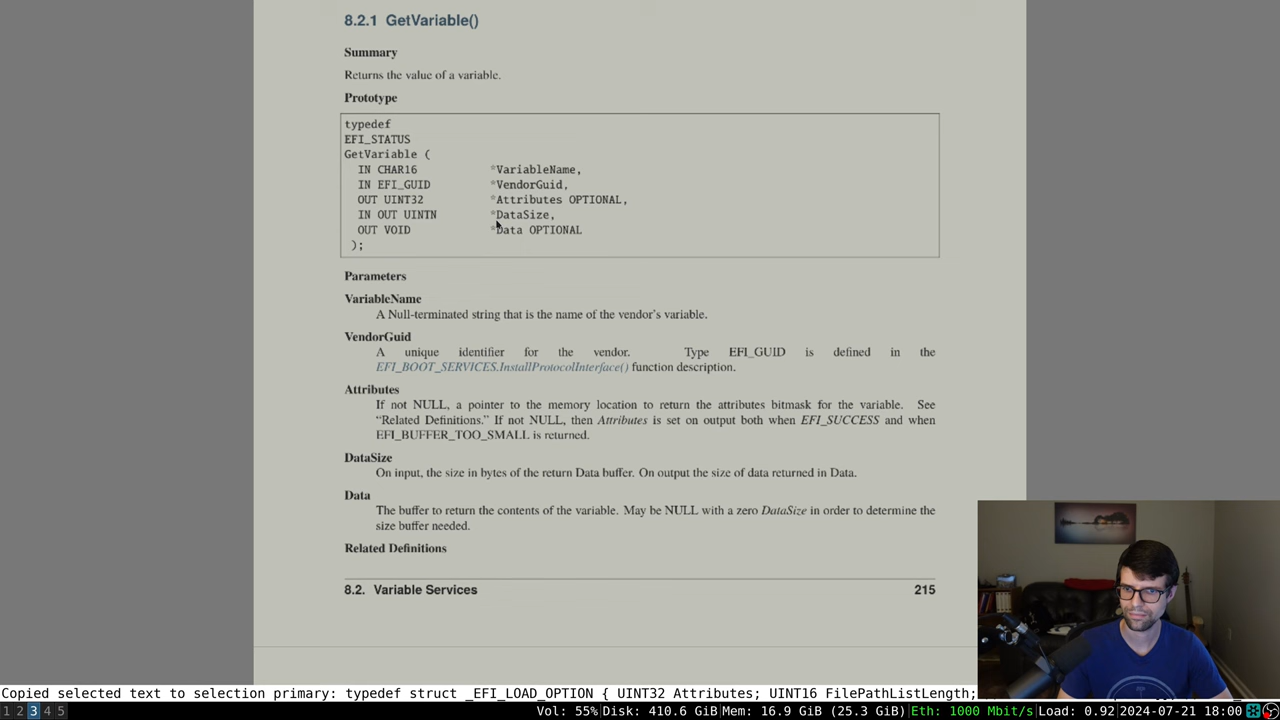 8.2.1 GetVariable()
Summary
Returns the value of a variable.
Prototype
typedef
EFI_STATUS
GetVariable (
IN CHAR16 *VariableName,
IN EFI_GUID *VendorGuid,
OUT UINT32 *Attributes OPTIONAL,
IN OUT UINTN *DataSize,
OUT VOID *Data OPTIONAL
);
Parameters
VariableName
A Null-terminated string that is the name of the vendor's variable.
VendorGuid
A unique identifier for the vendor. Type EFI_GUID is defined in the
EFI_BOOT_SERVICES.InstallProtocolInterface() function description.
Attributes
If not NULL, a pointer to the memory location to return the attributes bitmask for the variable. See
“Related Definitions.” If not NULL, then Attributes is set on output both when EFI_SUCCESS and when
EFI_BUFFER_TOO_SMALL is returned.
DataSize
On input, the size in bytes of the return Data buffer. On output the size of data returned in Data.
Data
The buffer to return the contents of the variable. May be NULL with a zero DataSize in order to determine the
size buffer needed.
Related Definitions
8.2. Variable Services 215
Copied selected text to selection primary: typedef struct _EFI_LOAD_OPTION { UINT32 Attributes; UINT16 FilePathListLength;
1 2 3 4 5 Vol: 55% Disk: 410.6 GiB Mem: 16.9 GiB (25.3 GiB) Eth: 1000 Mbit/s Load: 0.92 2024-07-21 18:00